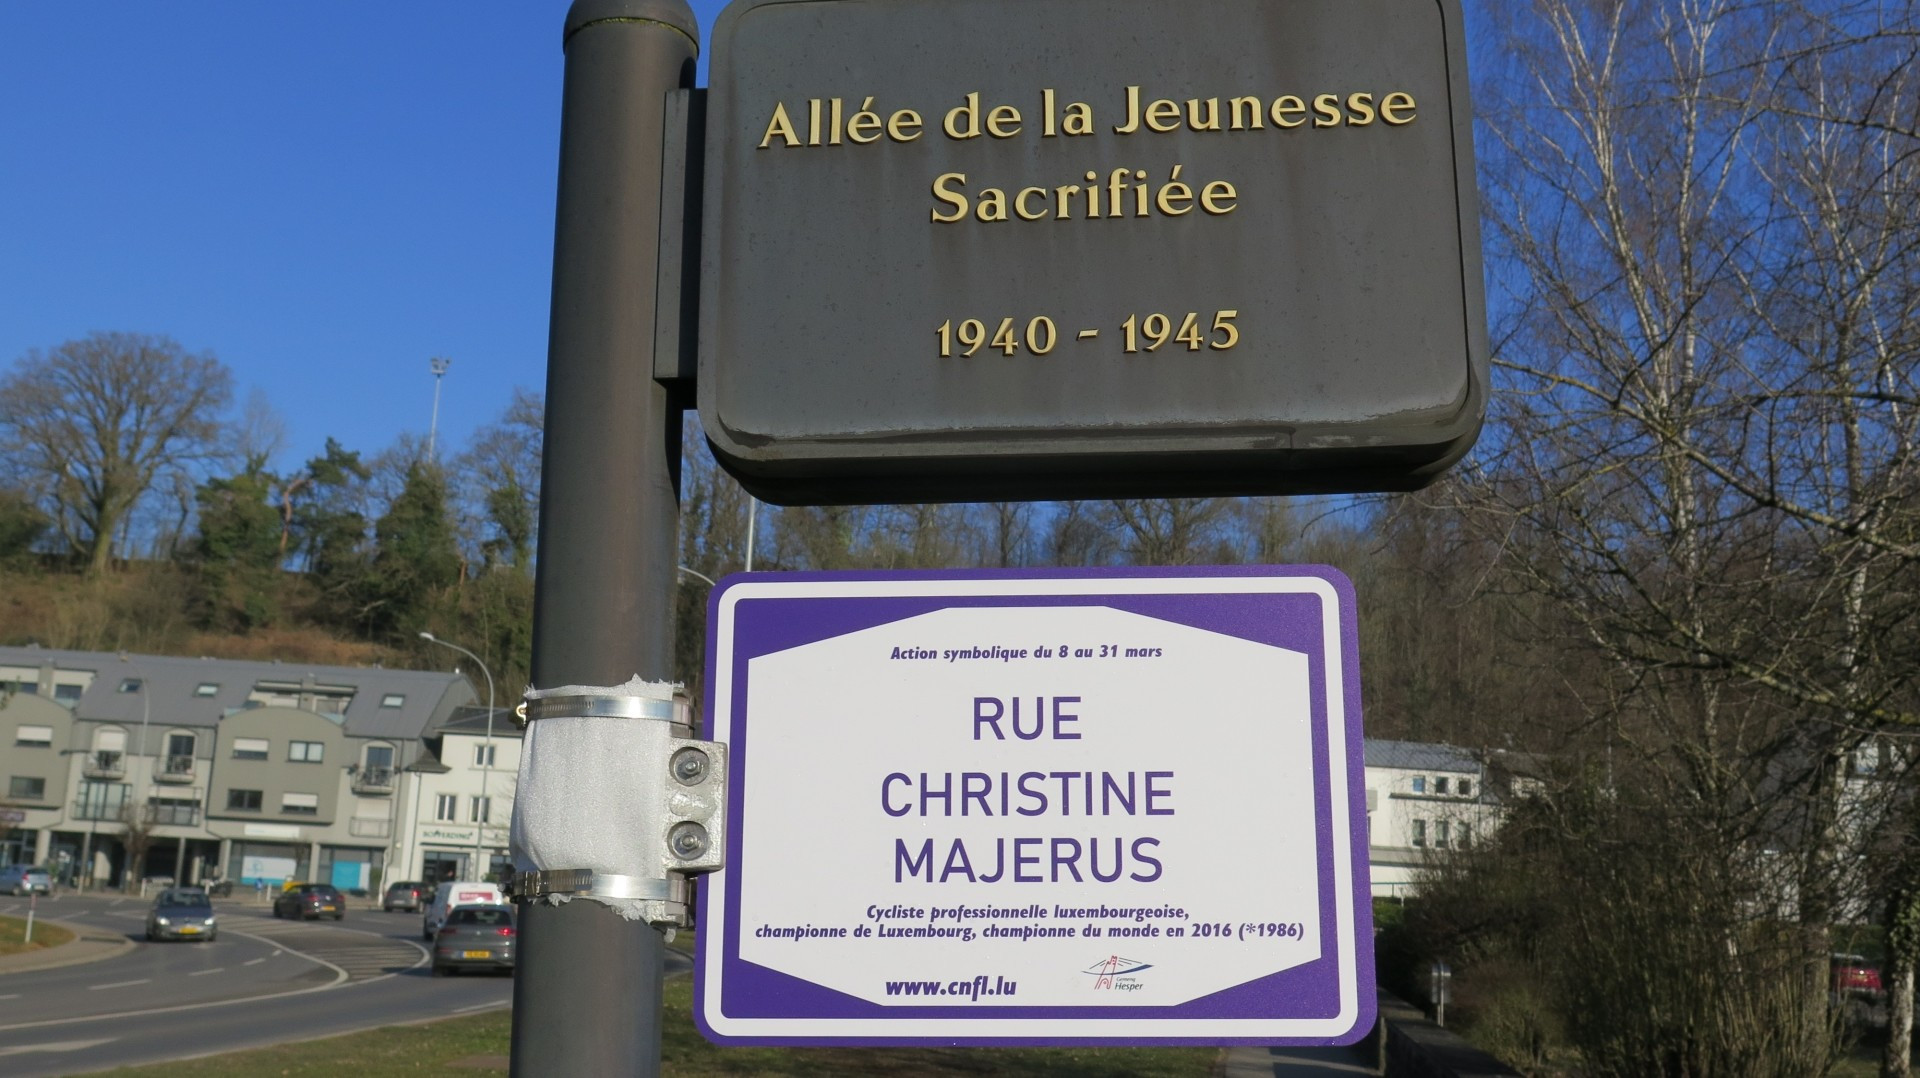 Allée de la Jeunesse
Sacrifiée
1940 - 1945
Action symbolique du 8 au 31 mars
RUE
CHRISTINE
MAJERUS
Cycliste professionnelle luxembourgeoise,
championne de Luxembourg, championne du monde en 2016 (*1986)
www.cnfl.lu
Hesper